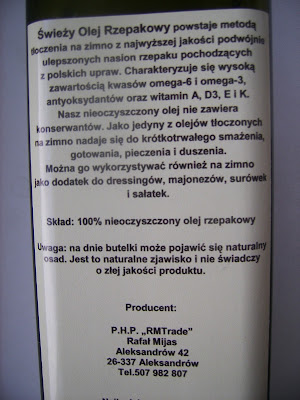 Świeży Olej Rzepakowy powstaje metodą
tłoczenia na zimno z najwyższej jakości podwójnie
ulepszonych nasion rzepaku pochodzących
z polskich upraw. Charakteryzuje się wysoką
zawartością kwasów omega-6 i omega-3,
antyoksydantów oraz witamin A, D3, E i K.
Nasz nieoczyszczony olej nie zawiera
konserwantów. Jako jedyny z olejów tłoczonych
na zimno nadaje się do krótkotrwałego smażenia,
gotowania, pieczenia i duszenia.
Można go wykorzystywać również na zimno
jako dodatek do dressingów, majonezów, surówek
i sałatek.
Skład: 100% nieoczyszczony olej rzepakowy
Uwaga: na dnie butelki może pojawić się naturalny
osad. Jest to naturalne zjawisko i nie świadczy
o złej jakości produktu.
Producent:
P.H.P. „RMTrade”
Rafał Mijas
Aleksandrów 42
26-337 Aleksandrów
Tel.507 982 807